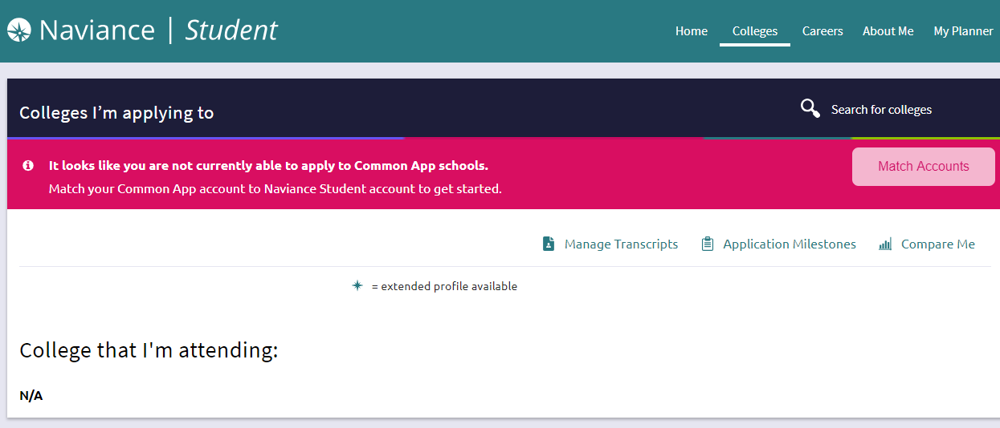 Naviance | Student
Home Colleges Careers About Me My Planner
Colleges I’m applying to
Search for colleges
It looks like you are not currently able to apply to Common App schools.
Match your Common App account to Naviance Student account to get started.
Match Accounts
Manage Transcripts Application Milestones Compare Me
= extended profile available
College that I'm attending:
N/A